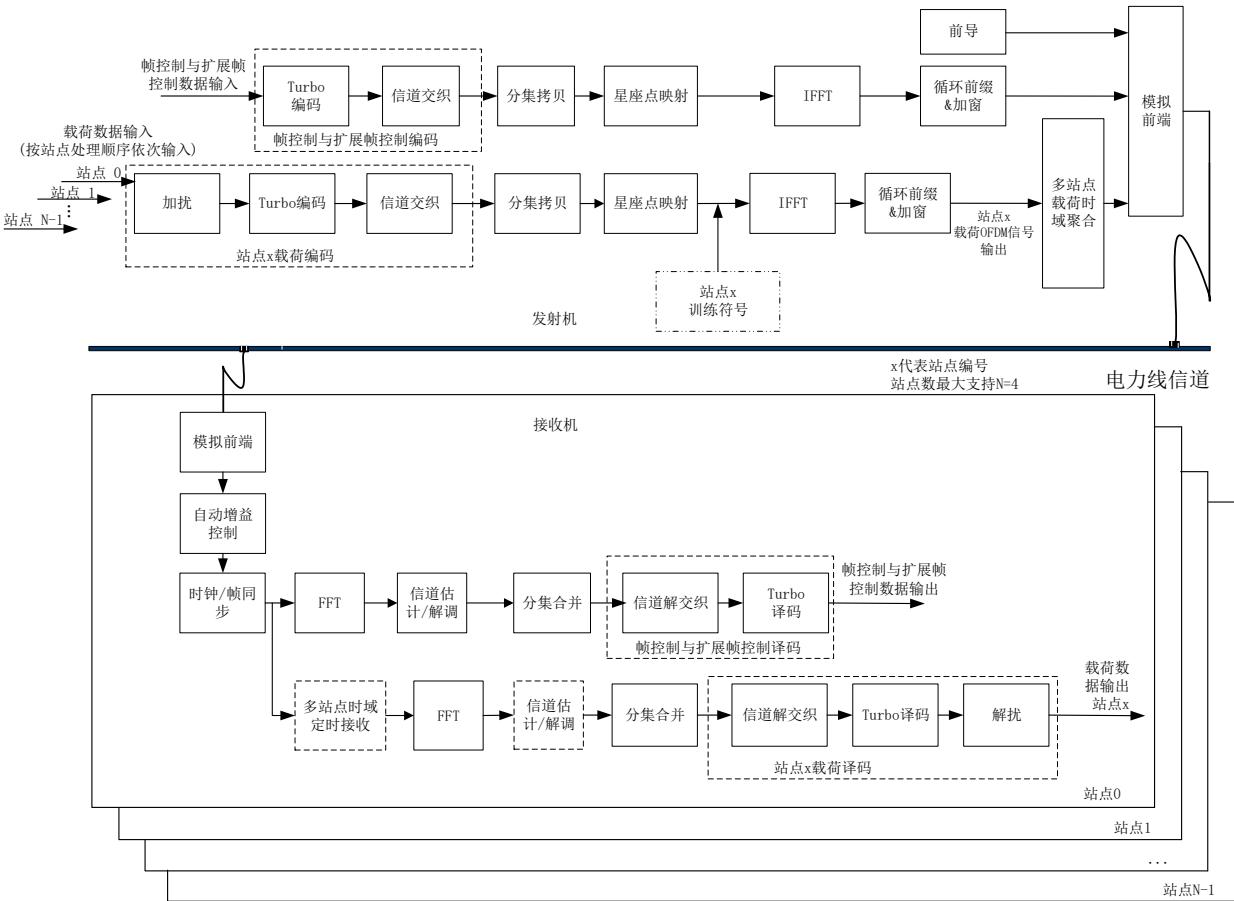 前导
帧控制与扩展帧
控制数据输入
Turbo
编码
信道交织
分集拷贝
星座点映射
IFFT
循环前缀
&加窗
模拟
前端
帧控制与扩展帧控制编码
载荷数据输入
(按站点处理顺序依次输入)
站点 0
站点 1
⋮
站点 N-1
加扰
Turbo编码
信道交织
分集拷贝
星座点映射
IFFT
循环前缀
&加窗
站点x
载荷OFDM信号
输出
多站点
载荷时
域聚合
站点x载荷编码
站点x
训练符号
发射机
x代表站点编号
站点数最大支持N=4
电力线信道
接收机
模拟前端
自动增益
控制
时钟/帧同
步
FFT
信道估
计/解调
分集合并
信道解交织
Turbo
译码
帧控制与扩展帧
控制数据输出
帧控制与扩展帧控制译码
多站点时域
定时接收
FFT
信道估
计/解调
分集合并
信道解交织
Turbo译码
解扰
载荷数
据输出
站点x
站点x载荷译码
站点0
站点1
...
站点N-1